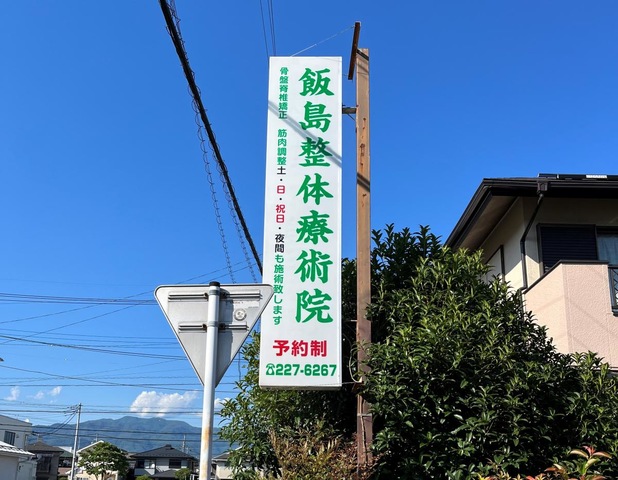 飯島整体療術院
骨盤脊椎矯正 筋肉調整土・日・祝日・夜間も施術致します
予約制
☎227-6267